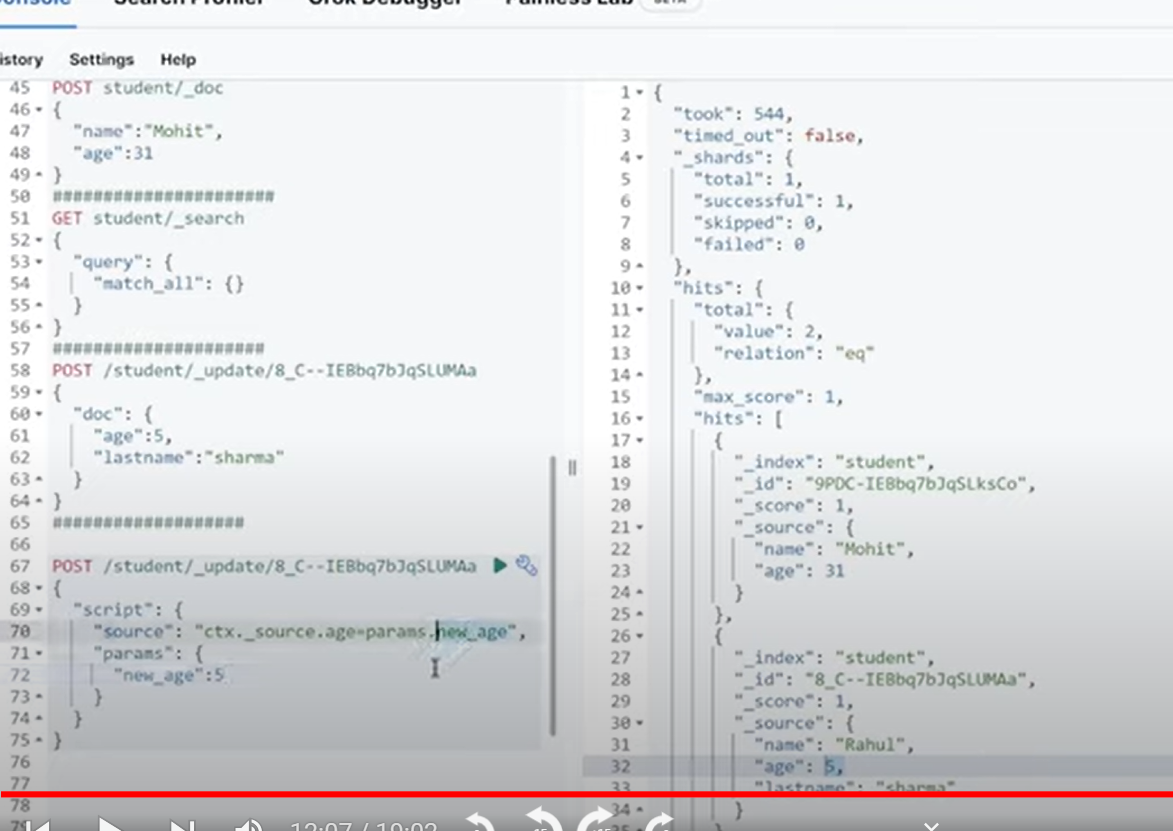 Console Search Profiler Grok Debugger Painless Lab BETA
istory Settings Help
45 POST student/_doc
46 {
47 "name":"Mohit",
48 "age":31
49 }
50 #####################
51 GET student/_search
52 {
53 "query": {
54 "match_all": {}
55 }
56 }
57 ####################
58 POST /student/_update/8_C--IEBbq7bJqSLUMAa
59 {
60 "doc": {
61 "age":5,
62 "lastname":"sharma"
63 }
64 }
65 ##################
66
67 POST /student/_update/8_C--IEBbq7bJqSLUMAa
68 {
69 "script": {
70 "source": "ctx._source.age=params.new_age",
71 "params": {
72 "new_age":5
73 }
74 }
75 }
76
77
78
79
1 {
2 "took": 544,
3 "timed_out": false,
4 "_shards": {
5 "total": 1,
6 "successful": 1,
7 "skipped": 0,
8 "failed": 0
9 },
10 "hits": {
11 "total": {
12 "value": 2,
13 "relation": "eq"
14 },
15 "max_score": 1,
16 "hits": [
17 {
18 "_index": "student",
19 "_id": "9PDC-IEBbq7bJqSLksCo",
20 "_score": 1,
21 "_source": {
22 "name": "Mohit",
23 "age": 31
24 }
25 },
26 {
27 "_index": "student",
28 "_id": "8_C--IEBbq7bJqSLUMAa",
29 "_score": 1,
30 "_source": {
31 "name": "Rahul",
32 "age": 5,
33 "lastname": "sharma"
34 }
35
12:07 / 19:02